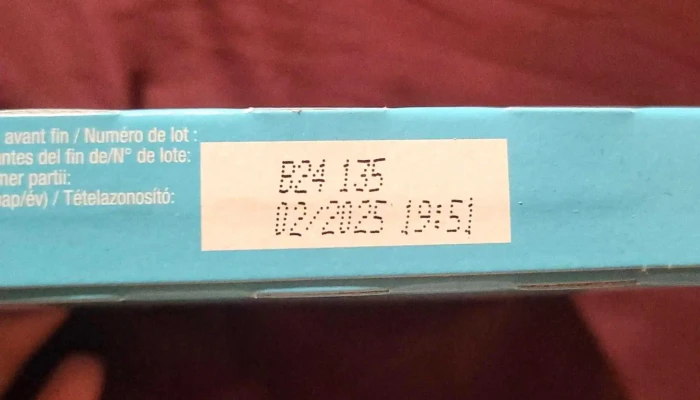 avant fin / Numéro de lot :
ntes del fin de/N° de lote:
mer partii:
ap/év) / Tételazonosító:
B24 135
02/2025 19:51